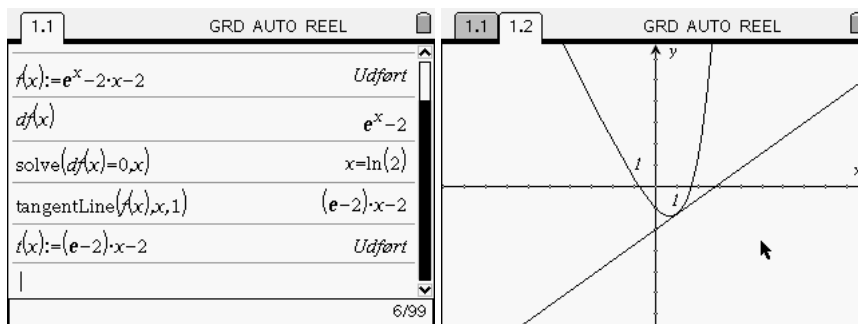 1.1 GRD AUTO REEL
f(x):=e^x-2·x-2 Udført
df(x) e^x-2
solve(df(x)=0,x) x=ln(2)
tangentLine(f(x),x,1) (e-2)·x-2
t(x):=(e-2)·x-2 Udført
6/99
1.1 1.2 GRD AUTO REEL
y
1
x
1